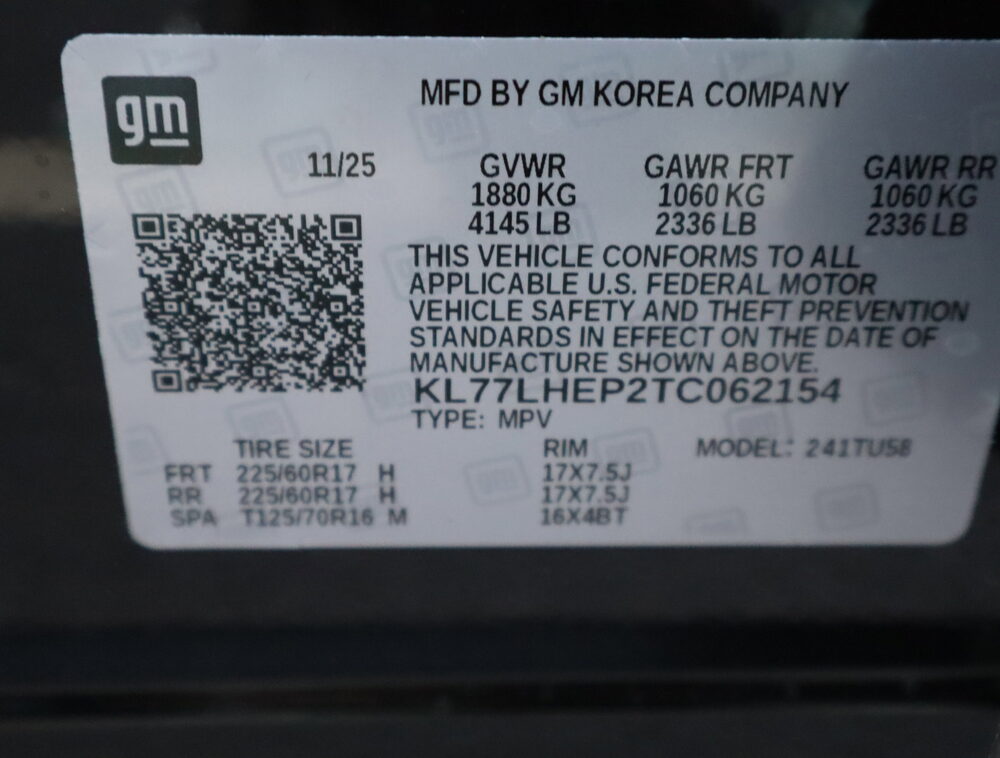 gm
MFD BY GM KOREA COMPANY
11/25 GVWR GAWR FRT GAWR RR
1880 KG 1060 KG 1060 KG
4145 LB 2336 LB 2336 LB
THIS VEHICLE CONFORMS TO ALL
APPLICABLE U.S. FEDERAL MOTOR
VEHICLE SAFETY AND THEFT PREVENTION
STANDARDS IN EFFECT ON THE DATE OF
MANUFACTURE SHOWN ABOVE.
KL77LHEP2TC062154
TYPE: MPV
TIRE SIZE RIM MODEL: 241TU58
FRT 225/60R17 H 17X7.5J
RR 225/60R17 H 17X7.5J
SPA T125/70R16 M 16X4BT